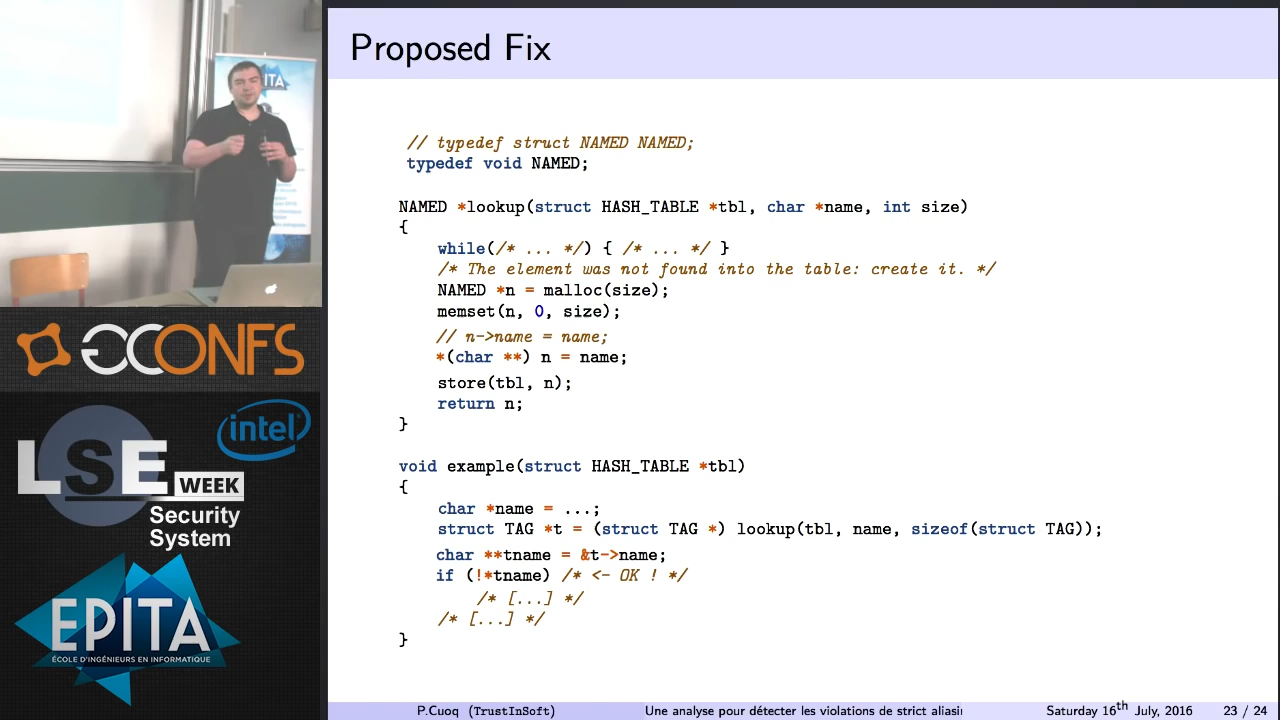 Proposed Fix
// typedef struct NAMED NAMED;
typedef void NAMED;
NAMED *lookup(struct HASH_TABLE *tbl, char *name, int size)
{
while(/* ... */) { /* ... */ }
/* The element was not found into the table: create it. */
NAMED *n = malloc(size);
memset(n, 0, size);
// n->name = name;
*(char **) n = name;
store(tbl, n);
return n;
}
void example(struct HASH_TABLE *tbl)
{
char *name = ...;
struct TAG *t = (struct TAG *) lookup(tbl, name, sizeof(struct TAG));
char **tname = &t->name;
if (!*tname) /* <- OK ! */
/* [...] */
/* [...] */
}
P.Cuoq (TrustInSoft)
Une analyse pour détecter les violations de strict aliasin
Saturday 16th July, 2016
23 / 24
ITA
GCONFS
LSE
WEEK
Security
System
intel
EPITA
ÉCOLE D'INGÉNIEURS EN INFORMATIQUE